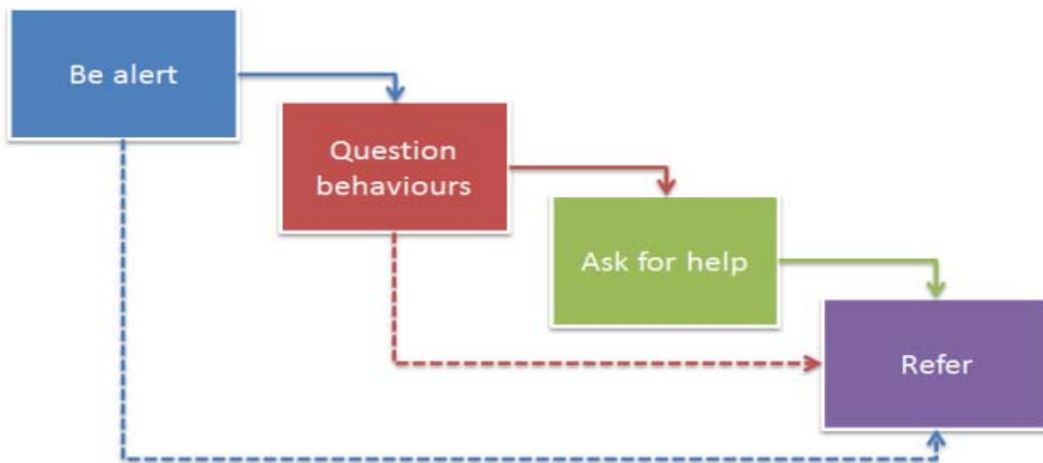 Be alert
Question
behaviours
Ask for help
Refer